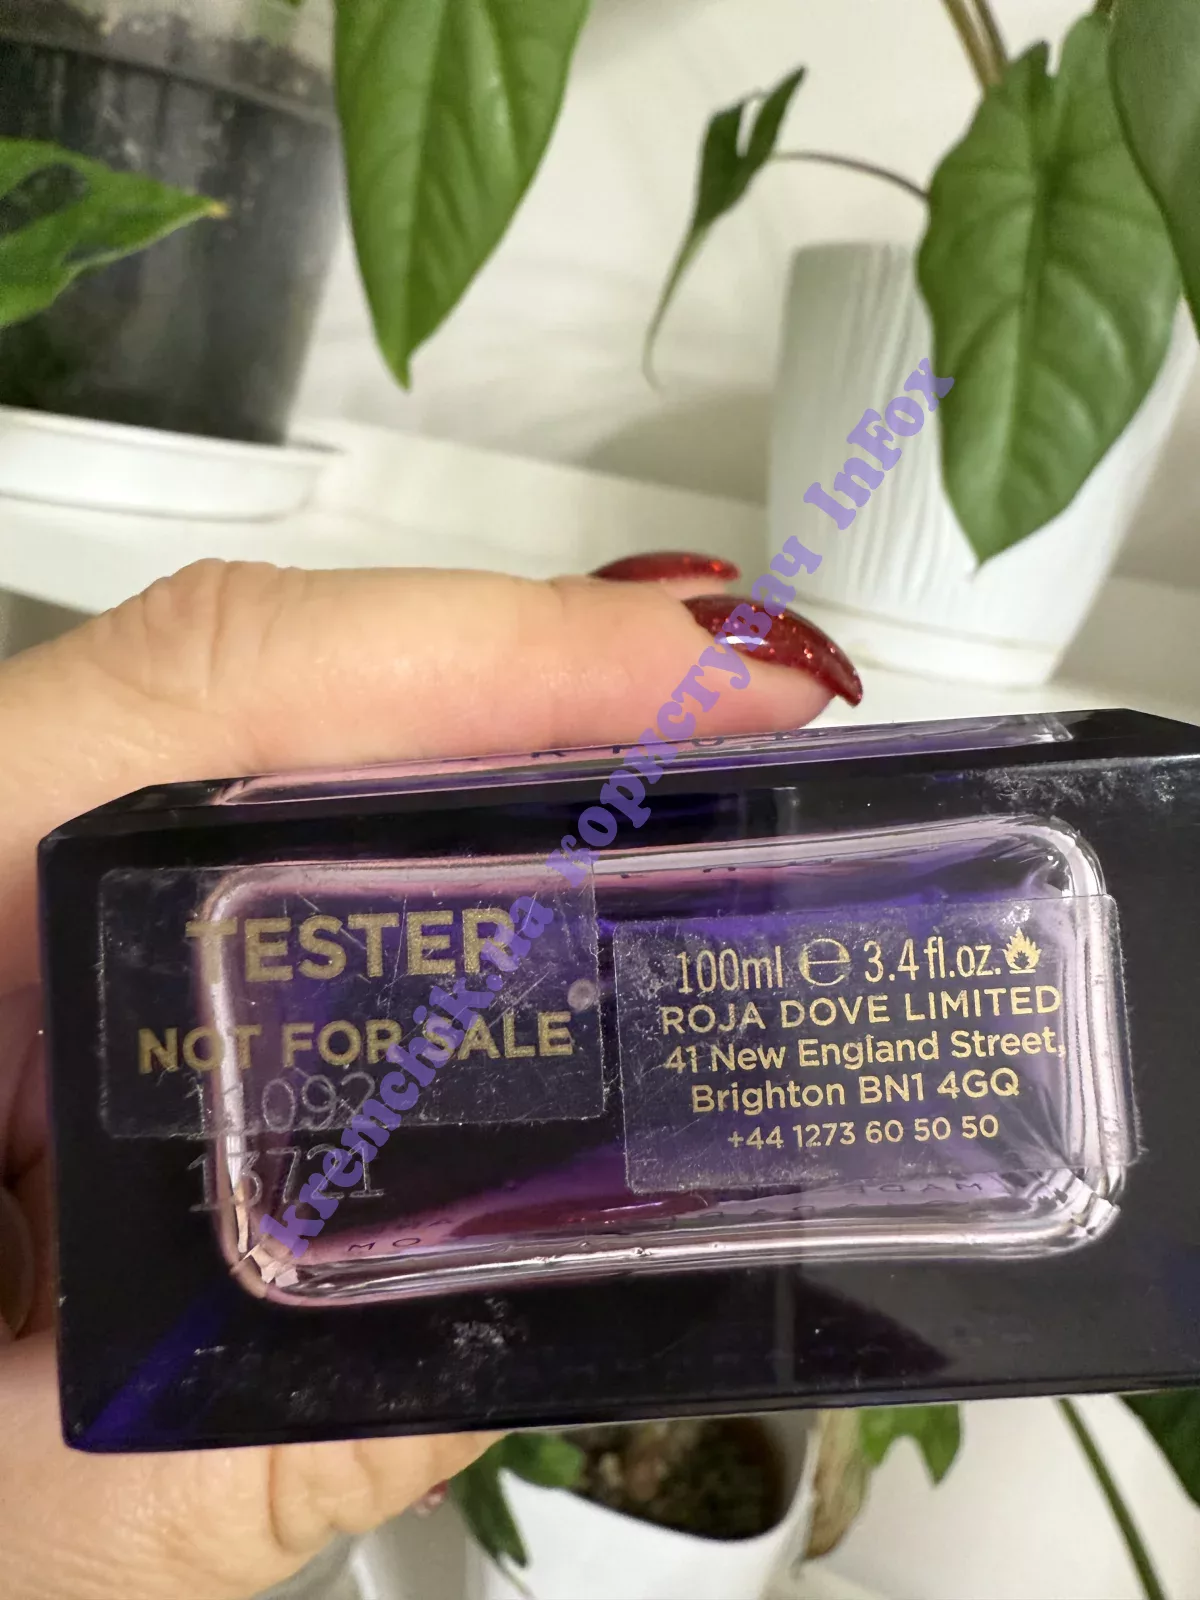 TESTER
NOT FOR SALE
13721
100ml ℮ 3.4 fl.oz.
ROJA DOVE LIMITED
41 New England Street,
Brighton BN1 4GQ
+44 1273 60 50 50
kremchik.ua користувач InFox